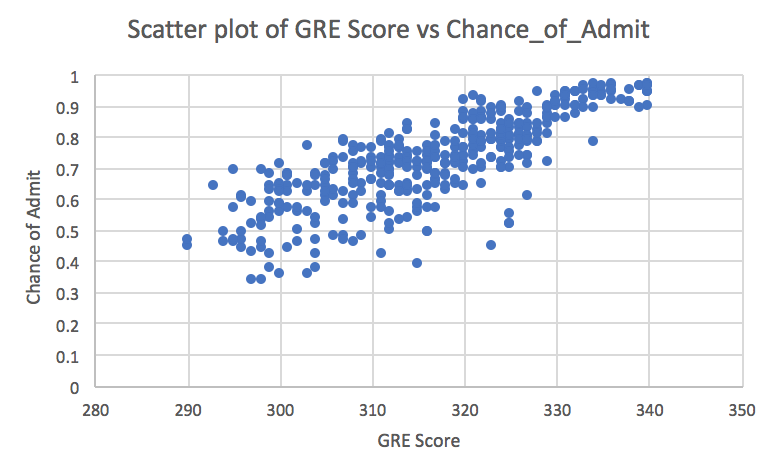 Scatter plot of GRE Score vs Chance_of_Admit
1
0.9
0.8
0.7
0.6
0.5
0.4
0.3
0.2
0.1
0
Chance of Admit
280 290 300 310 320 330 340 350
GRE Score